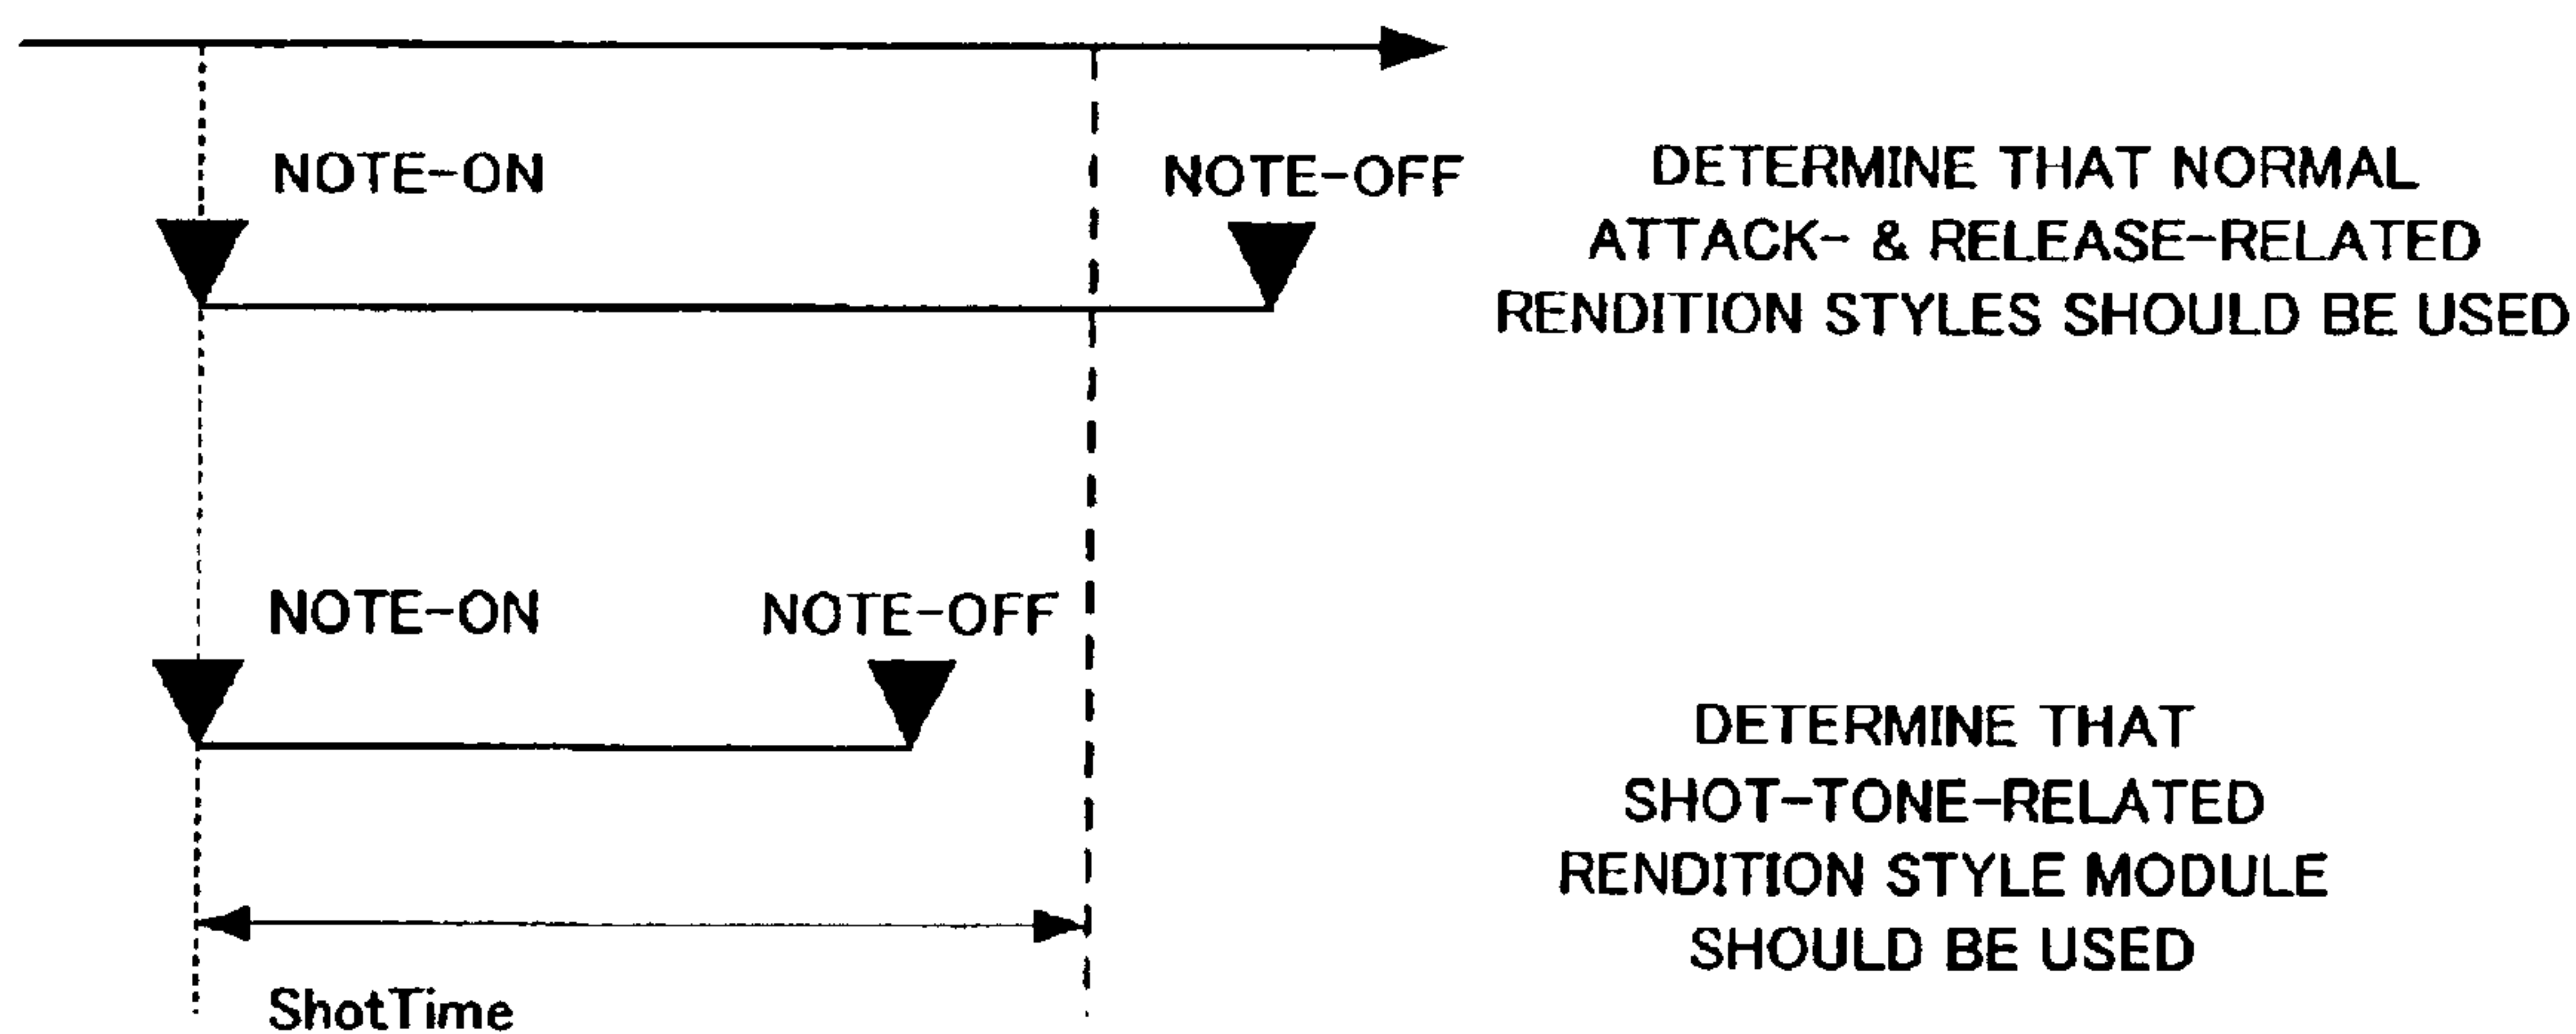 NOTE-ON
NOTE-OFF
DETERMINE THAT NORMAL
ATTACK- & RELEASE-RELATED
RENDITION STYLES SHOULD BE USED
NOTE-ON
NOTE-OFF
DETERMINE THAT
SHOT-TONE-RELATED
RENDITION STYLE MODULE
SHOULD BE USED
ShotTime